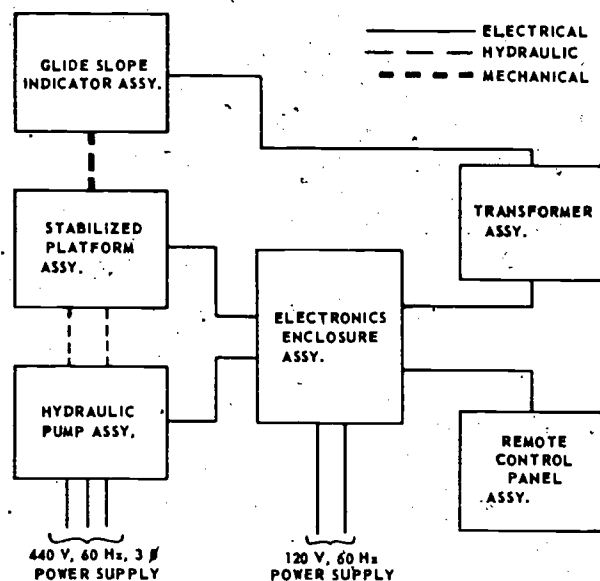 GLIDE SLOPE
INDICATOR ASSY.
ELECTRICAL
HYDRAULIC
MECHANICAL
STABILIZED
PLATFORM
ASSY.
TRANSFORMER
ASSY.
ELECTRONICS
ENCLOSURE
ASSY.
HYDRAULIC
PUMP ASSY.
REMOTE
CONTROL
PANEL
ASSY.
440 V, 60 Hz, 3 ø
POWER SUPPLY
120 V, 60 Hz
POWER SUPPLY